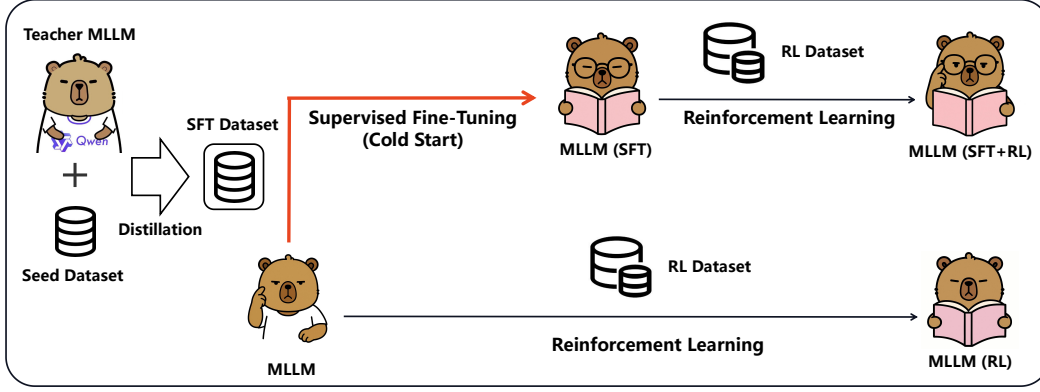 Teacher MLLM
Qwen
Seed Dataset
Distillation
SFT Dataset
Supervised Fine-Tuning
(Cold Start)
MLLM (SFT)
RL Dataset
Reinforcement Learning
MLLM (SFT+RL)
MLLM
RL Dataset
Reinforcement Learning
MLLM (RL)